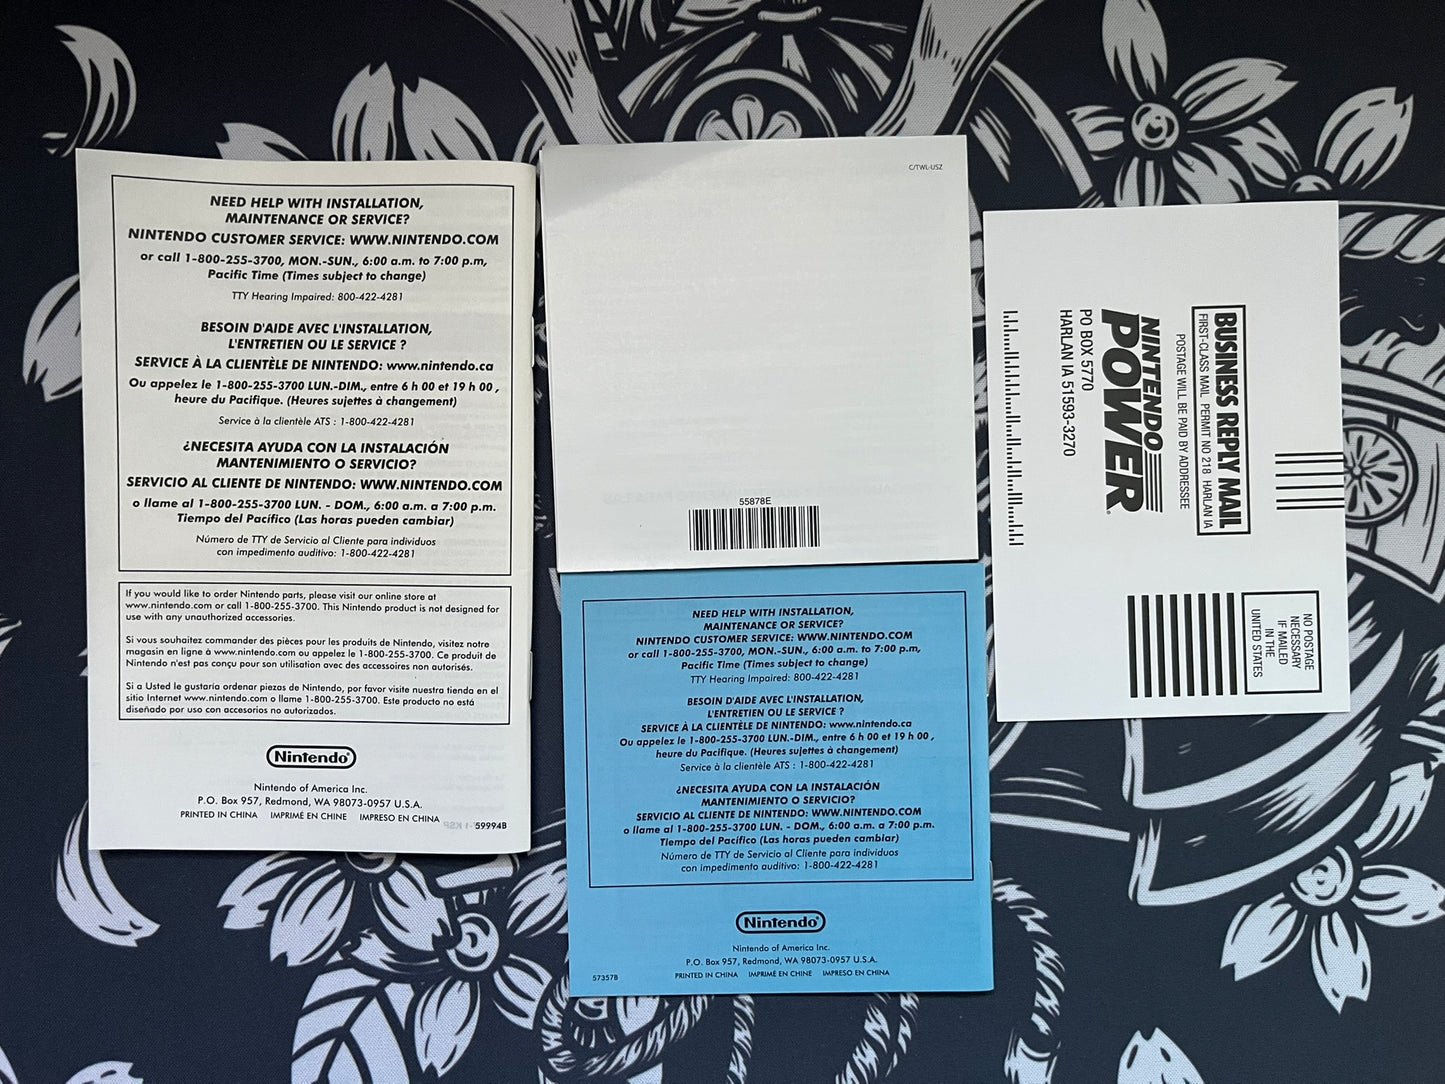 NEED HELP WITH INSTALLATION,
MAINTENANCE OR SERVICE?
NINTENDO CUSTOMER SERVICE: WWW.NINTENDO.COM
or call 1-800-255-3700, MON.-SUN., 6:00 a.m. to 7:00 p.m,
Pacific Time (Times subject to change)
TTY Hearing Impaired: 800-422-4281
BESOIN D'AIDE AVEC L'INSTALLATION,
L'ENTRETIEN OU LE SERVICE ?
SERVICE À LA CLIENTÈLE DE NINTENDO: www.nintendo.ca
Ou appelez le 1-800-255-3700 LUN.-DIM., entre 6 h 00 et 19 h 00 ,
heure du Pacifique. (Heures sujettes à changement)
Service à la clientèle ATS : 1-800-422-4281
¿NECESITA AYUDA CON LA INSTALACIÓN
MANTENIMIENTO O SERVICIO?
SERVICIO AL CLIENTE DE NINTENDO: WWW.NINTENDO.COM
o llame al 1-800-255-3700 LUN. - DOM., 6:00 a.m. a 7:00 p.m.
Tiempo del Pacífico (Las horas pueden cambiar)
Número de TTY de Servicio al Cliente para individuos
con impedimento auditivo: 1-800-422-4281
If you would like to order Nintendo parts, please visit our online store at
www.nintendo.com or call 1-800-255-3700. This Nintendo product is not designed for
use with any unauthorized accessories.
Si vous souhaitez commander des pièces pour les produits de Nintendo, visitez notre
magasin en ligne à www.nintendo.com ou appelez le 1-800-255-3700. Ce produit de
Nintendo n'est pas conçu pour son utilisation avec des accessoires non autorisés.
Si a Usted le gustaría ordenar piezas de Nintendo, por favor visite nuestra tienda en el
sitio Internet www.nintendo.com o llame 1-800-255-3700. Este producto no está
diseñado por uso con accesorios no autorizados.
Nintendo®
Nintendo of America Inc.
P.O. Box 957, Redmond, WA 98073-0957 U.S.A.
PRINTED IN CHINA IMPRIMÉ EN CHINE IMPRESO EN CHINA
59994B
C/TWL-USZ
55878E
NEED HELP WITH INSTALLATION,
MAINTENANCE OR SERVICE?
NINTENDO CUSTOMER SERVICE: WWW.NINTENDO.COM
or call 1-800-255-3700, MON.-SUN., 6:00 a.m. to 7:00 p.m,
Pacific Time (Times subject to change)
TTY Hearing Impaired: 800-422-4281
BESOIN D'AIDE AVEC L'INSTALLATION,
L'ENTRETIEN OU LE SERVICE ?
SERVICE À LA CLIENTÈLE DE NINTENDO: www.nintendo.ca
Ou appelez le 1-800-255-3700 LUN.-DIM., entre 6 h 00 et 19 h 00 ,
heure du Pacifique. (Heures sujettes à changement)
Service à la clientèle ATS : 1-800-422-4281
¿NECESITA AYUDA CON LA INSTALACIÓN
MANTENIMIENTO O SERVICIO?
SERVICIO AL CLIENTE DE NINTENDO: WWW.NINTENDO.COM
o llame al 1-800-255-3700 LUN. - DOM., 6:00 a.m. a 7:00 p.m.
Tiempo del Pacífico (Las horas pueden cambiar)
Número de TTY de Servicio al Cliente para individuos
con impedimento auditivo: 1-800-422-4281
Nintendo®
Nintendo of America Inc.
P.O. Box 957, Redmond, WA 98073-0957 U.S.A.
57357B PRINTED IN CHINA IMPRIMÉ EN CHINE IMPRESO EN CHINA
NO POSTAGE
NECESSARY
IF MAILED
IN THE
UNITED STATES
BUSINESS REPLY MAIL
FIRST-CLASS MAIL PERMIT NO 218 HARLAN IA
POSTAGE WILL BE PAID BY ADDRESSEE
NINTENDO
POWER®
PO BOX 5770
HARLAN IA 51593-3270